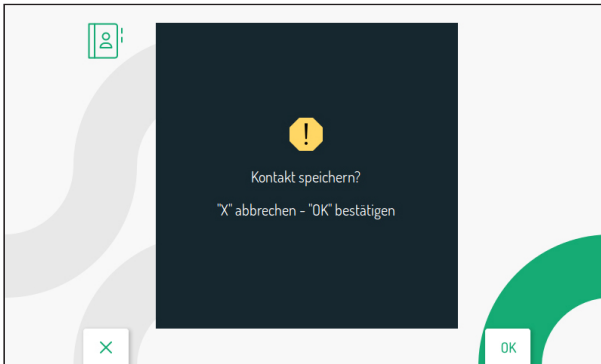 Kontakt speichern?
"X" abbrechen - "OK" bestätigen
OK